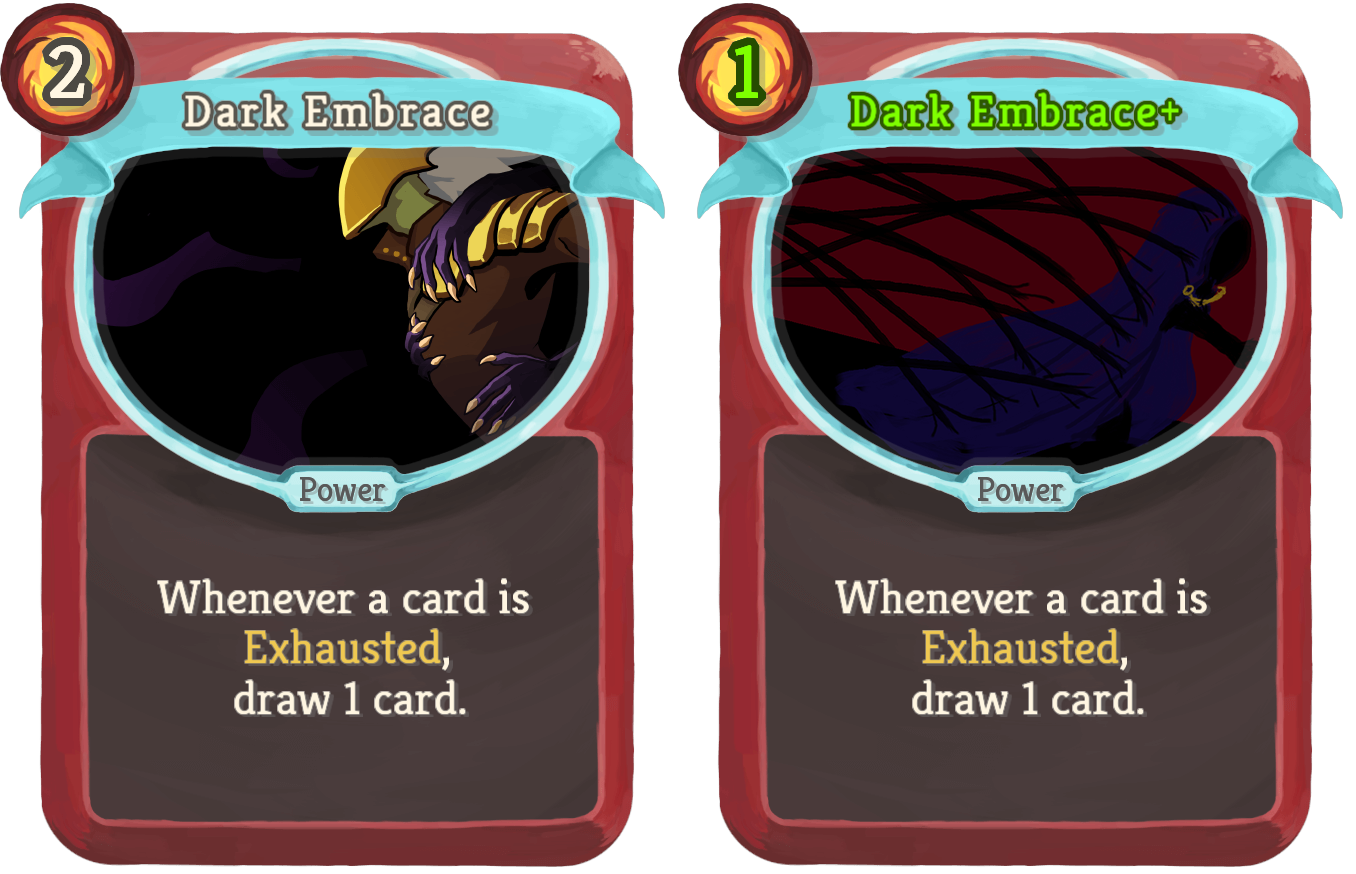 2
Dark Embrace
Power
Whenever a card is
Exhausted,
draw 1 card.
1
Dark Embrace+
Power
Whenever a card is
Exhausted,
draw 1 card.